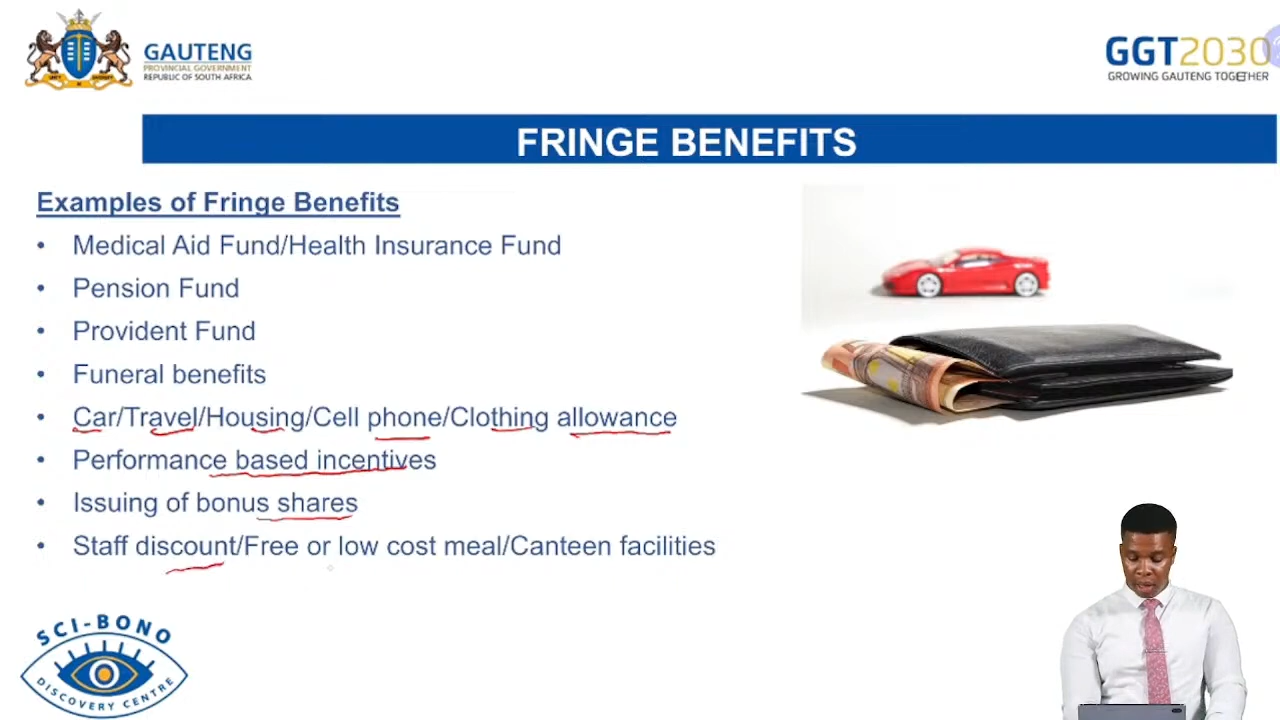 GAUTENG
PROVINCIAL GOVERNMENT
REPUBLIC OF SOUTH AFRICA
GGT2030
GROWING GAUTENG TOGETHER
FRINGE BENEFITS
Examples of Fringe Benefits
• Medical Aid Fund/Health Insurance Fund
• Pension Fund
• Provident Fund
• Funeral benefits
• Car/Travel/Housing/Cell phone/Clothing allowance
• Performance based incentives
• Issuing of bonus shares
• Staff discount/Free or low cost meal/Canteen facilities
SCI-BONO
DISCOVERY CENTRE